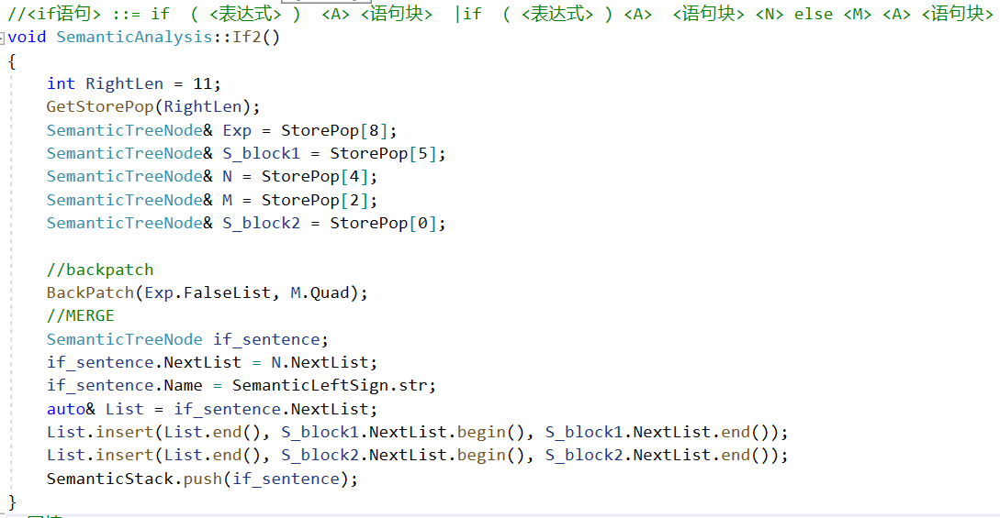 //<if语句> ::= if  ( <表达式> )  <A> <语句块>  |if  ( <表达式> ) <A>  <语句块> <N> else <M> <A> <语句块>
void SemanticAnalysis::If2()
{
    int RightLen = 11;
    GetStorePop(RightLen);
    SemanticTreeNode& Exp = StorePop[8];
    SemanticTreeNode& S_block1 = StorePop[5];
    SemanticTreeNode& N = StorePop[4];
    SemanticTreeNode& M = StorePop[2];
    SemanticTreeNode& S_block2 = StorePop[0];

    //backpatch
    BackPatch(Exp.FalseList, M.Quad);
    //MERGE
    SemanticTreeNode if_sentence;
    if_sentence.NextList = N.NextList;
    if_sentence.Name = SemanticLeftSign.str;
    auto& List = if_sentence.NextList;
    List.insert(List.end(), S_block1.NextList.begin(), S_block1.NextList.end());
    List.insert(List.end(), S_block2.NextList.begin(), S_block2.NextList.end());
    SemanticStack.push(if_sentence);
}